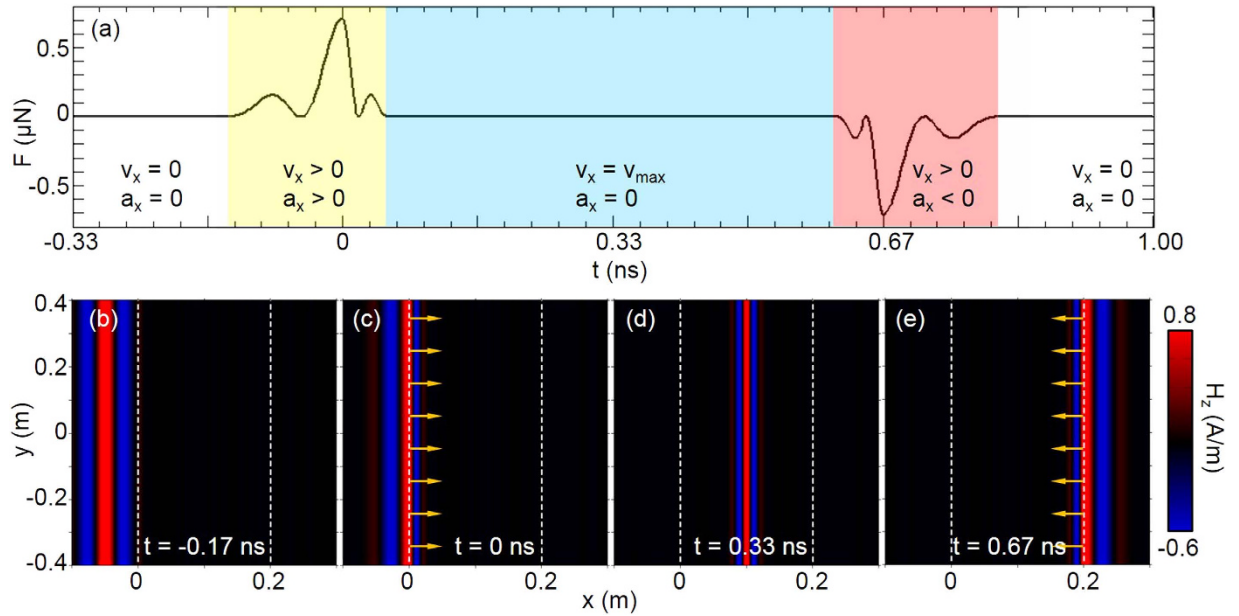 (a)
F (μN)
0.5
0
-0.5
v_x = 0
a_x = 0
v_x > 0
a_x > 0
v_x = v_max
a_x = 0
v_x > 0
a_x < 0
v_x = 0
a_x = 0
-0.33 0 0.33 0.67 1.00
t (ns)
(b) (c) (d) (e)
y (m)
0.4
0.2
0
-0.2
-0.4
t = -0.17 ns
t = 0 ns
t = 0.33 ns
t = 0.67 ns
0 0.2 0 0.2 0 0.2 0 0.2
x (m)
0.8
H_z (A/m)
-0.6